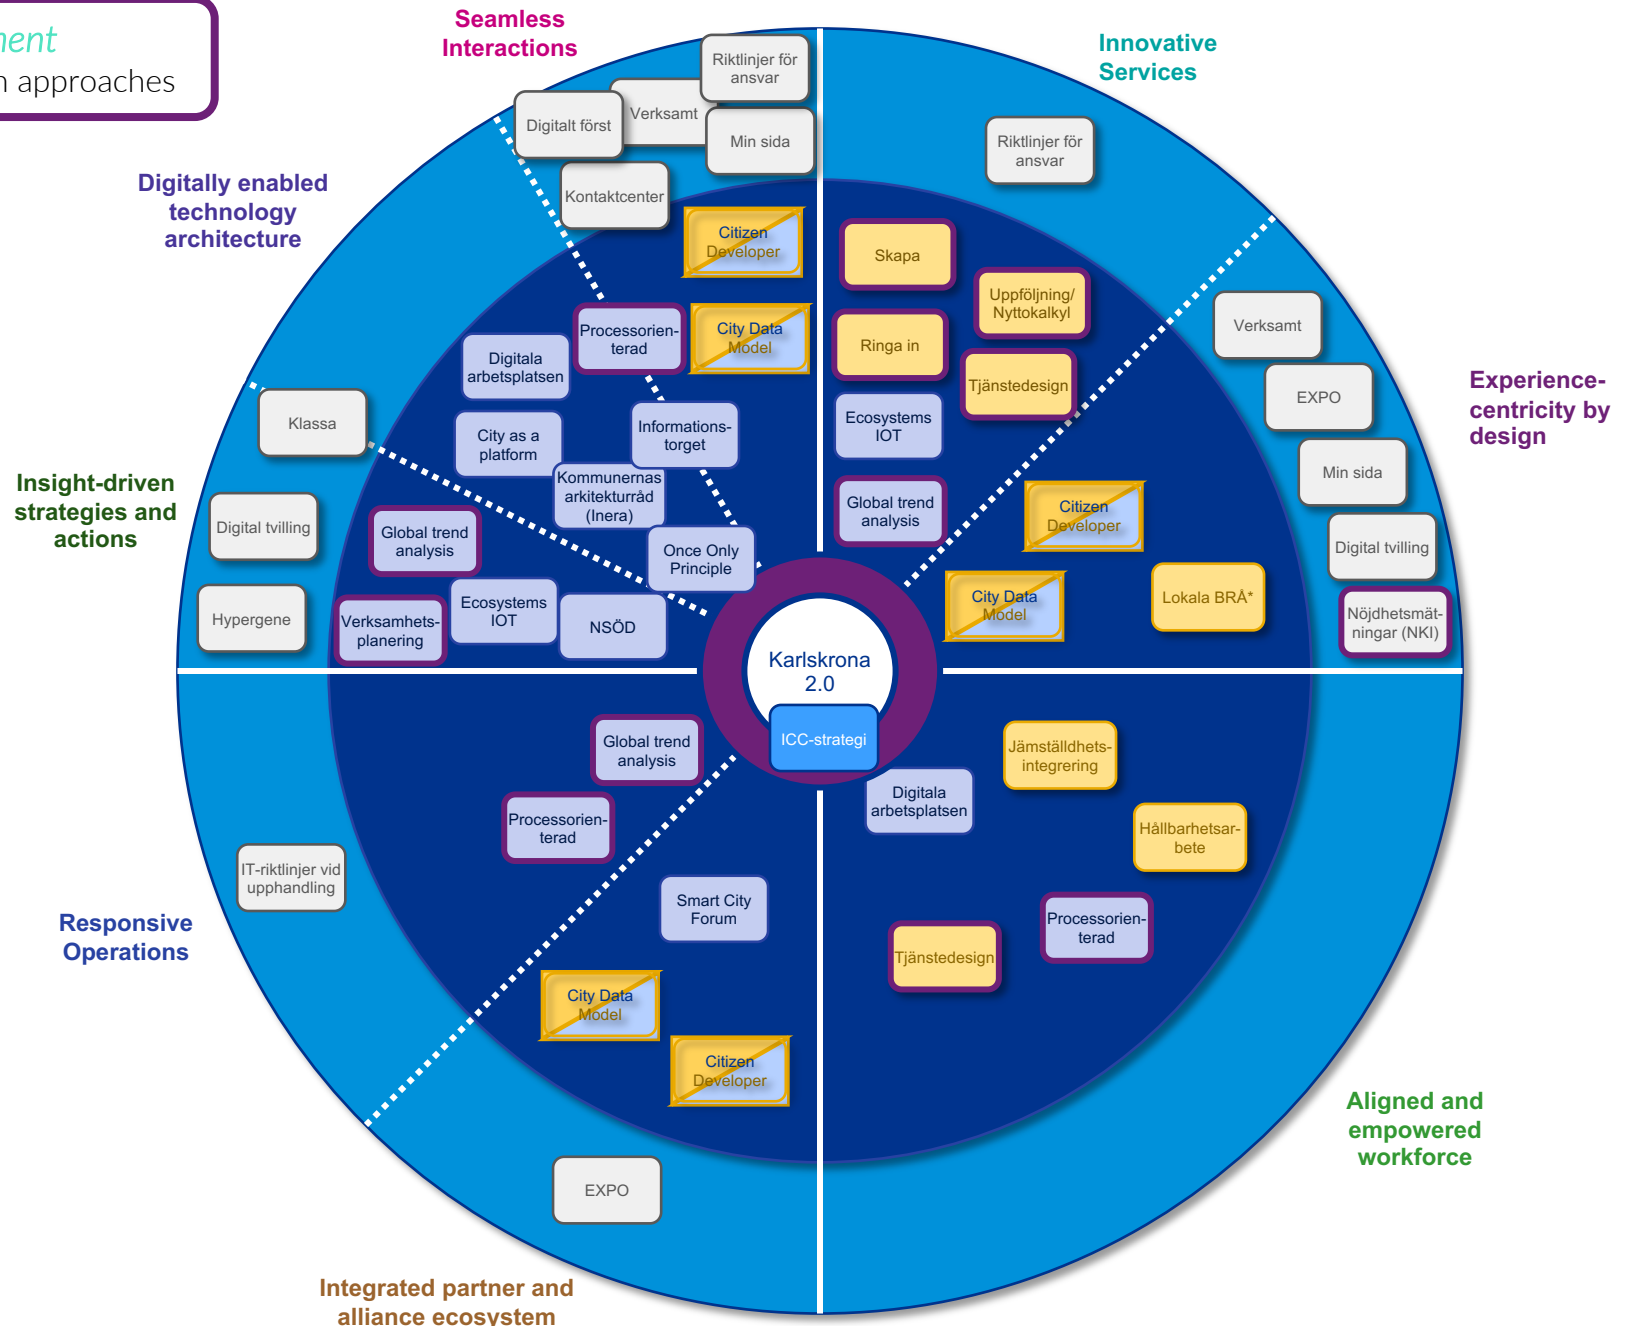 ment
n approaches
Seamless
Interactions
Innovative
Services
Digitally enabled
technology
architecture
Experience-
centricity by
design
Insight-driven
strategies and
actions
Responsive
Operations
Aligned and
empowered
workforce
Integrated partner and
alliance ecosystem
Riktlinjer för
ansvar
Verksamt
Digitalt först
Min sida
Kontaktcenter
Citizen
Developer
City Data
Model
Processorien-
terad
Digitala
arbetsplatsen
City as a
platform
Informations-
torget
Kommunernas
arkitekturråd
(Inera)
Once Only
Principle
Klassa
Digital tvilling
Hypergene
Global trend
analysis
Verksamhets-
planering
Ecosystems
IOT
NSÖD
Riktlinjer för
ansvar
Skapa
Uppföljning/
Nyttokalkyl
Ringa in
Tjänstedesign
Ecosystems
IOT
Global trend
analysis
Verksamt
EXPO
Min sida
Digital tvilling
Nöjdhetsmät-
ningar (NKI)
Citizen
Developer
City Data
Model
Lokala BRÅ*
Karlskrona
2.0
ICC-strategi
Global trend
analysis
Processorien-
terad
IT-riktlinjer vid
upphandling
Smart City
Forum
City Data
Model
Citizen
Developer
EXPO
Digitala
arbetsplatsen
Jämställdhets-
integrering
Hållbarhetsar-
bete
Processorien-
terad
Tjänstedesign